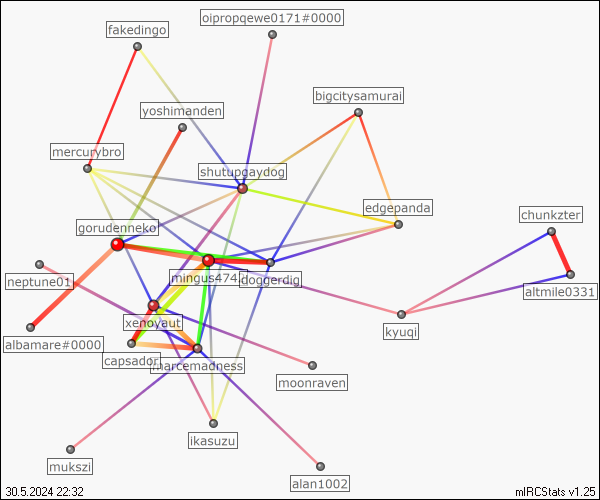 oipropqewe0171#0000
fakedingo
bigcitysamurai
yoshimanden
mercurybro
shutupgaydog
edgepanda
chunkzter
gorudenneko
neptune01
mingus474
doggerdig
altmile0331
xenoyaut
kyuqi
albamare#0000
capsador
marcemadness
moonraven
ikasuzu
mukszi
alan1002
30.5.2024 22:32
mIRCStats v1.25